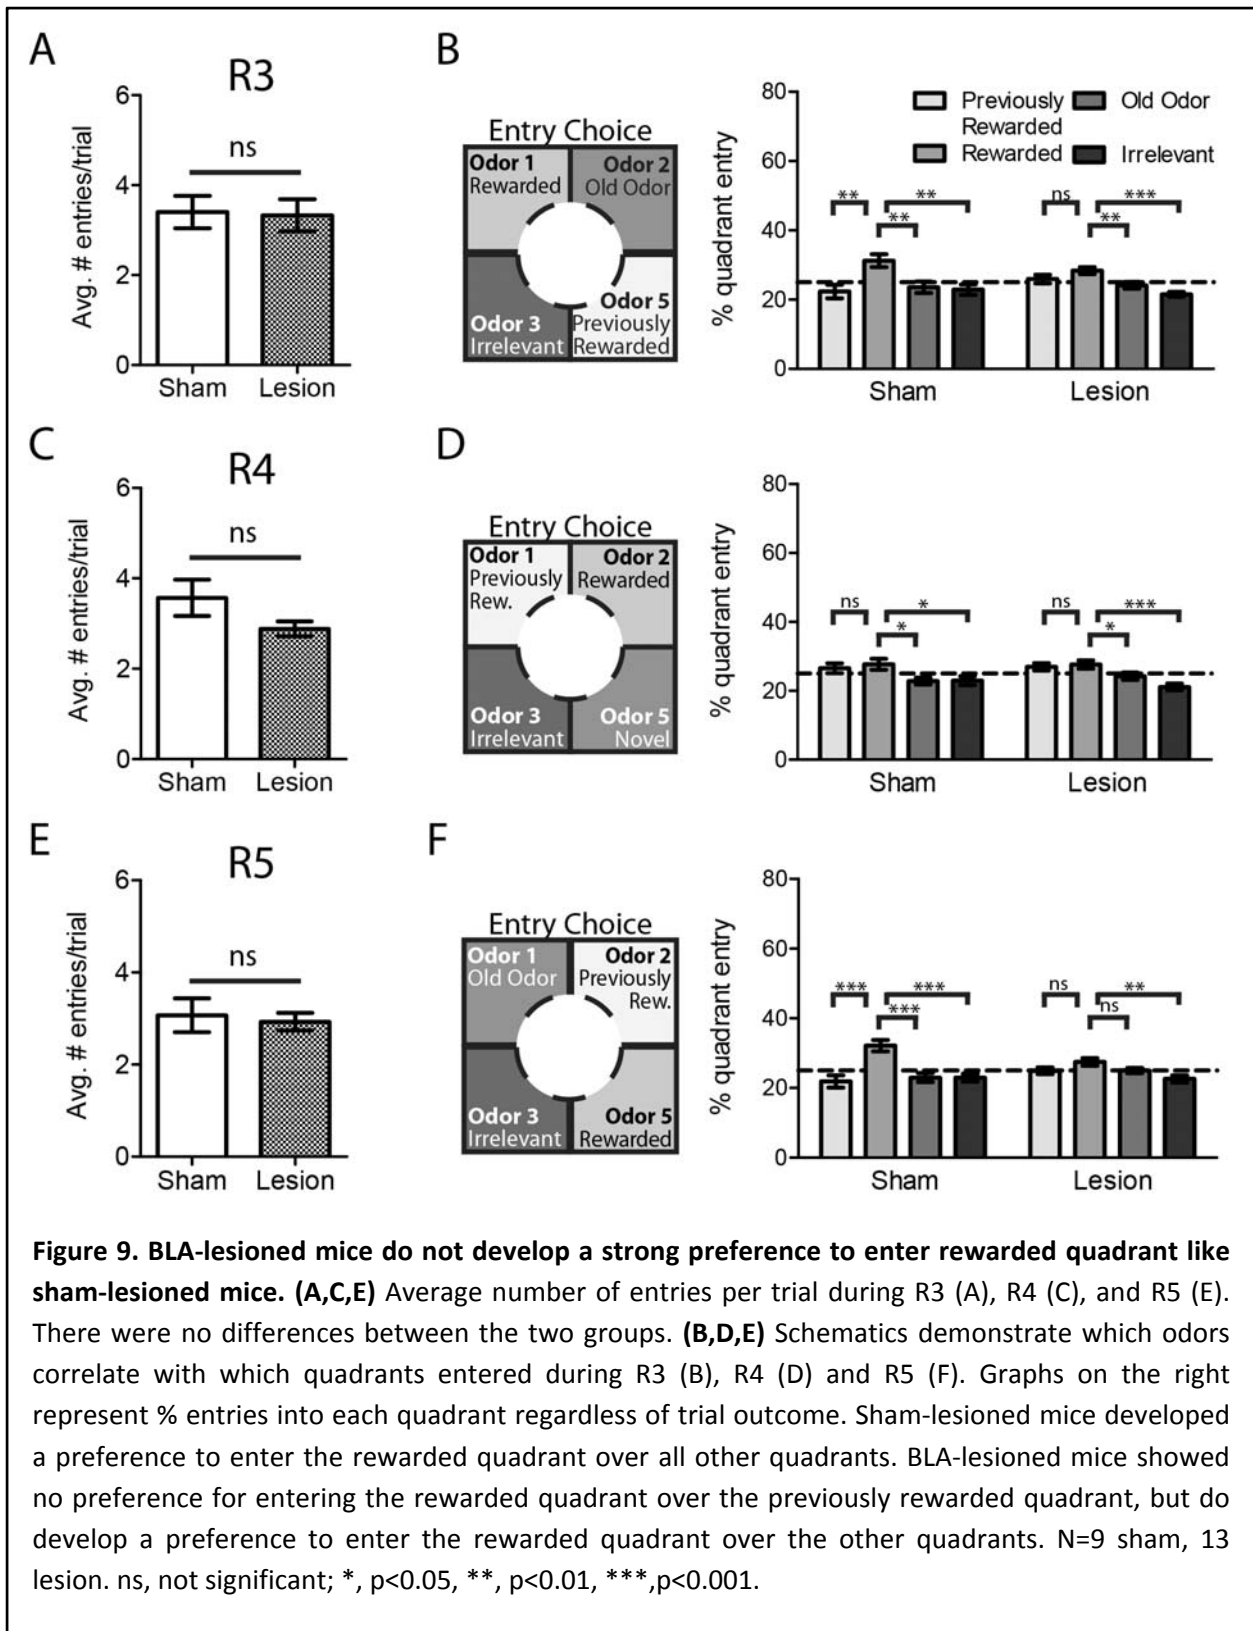 A
R3
6
4
2
0
Avg. # entries/trial
ns
Sham Lesion
B
Entry Choice
Odor 1
Rewarded
Odor 2
Old Odor
Odor 3
Irrelevant
Odor 5
Previously
Rewarded
80
60
40
20
0
% quadrant entry
Previously
Rewarded
Rewarded
Old Odor
Irrelevant
** ** **
ns *** **
Sham Lesion
C
R4
6
4
2
0
Avg. # entries/trial
ns
Sham Lesion
D
Entry Choice
Odor 1
Previously
Rew.
Odor 2
Rewarded
Odor 3
Irrelevant
Odor 5
Novel
80
60
40
20
0
% quadrant entry
ns * *
ns *** *
Sham Lesion
E
R5
6
4
2
0
Avg. # entries/trial
ns
Sham Lesion
F
Entry Choice
Odor 1
Old Odor
Odor 2
Previously
Rew.
Odor 3
Irrelevant
Odor 5
Rewarded
80
60
40
20
0
% quadrant entry
*** *** ***
ns ** ns
Sham Lesion
Figure 9. BLA-lesioned mice do not develop a strong preference to enter rewarded quadrant like
sham-lesioned mice. (A,C,E) Average number of entries per trial during R3 (A), R4 (C), and R5 (E).
There were no differences between the two groups. (B,D,E) Schematics demonstrate which odors
correlate with which quadrants entered during R3 (B), R4 (D) and R5 (F). Graphs on the right
represent % entries into each quadrant regardless of trial outcome. Sham-lesioned mice developed
a preference to enter the rewarded quadrant over all other quadrants. BLA-lesioned mice showed
no preference for entering the rewarded quadrant over the previously rewarded quadrant, but do
develop a preference to enter the rewarded quadrant over the other quadrants. N=9 sham, 13
lesion. ns, not significant; *, p<0.05, **, p<0.01, ***,p<0.001.